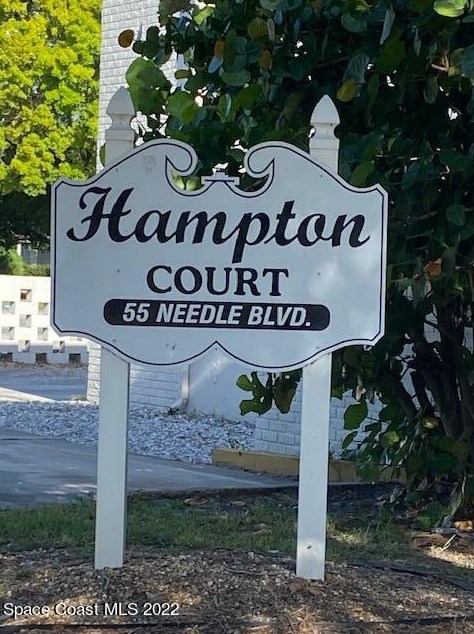 Hampton
COURT
55 NEEDLE BLVD.
Space Coast MLS 2022